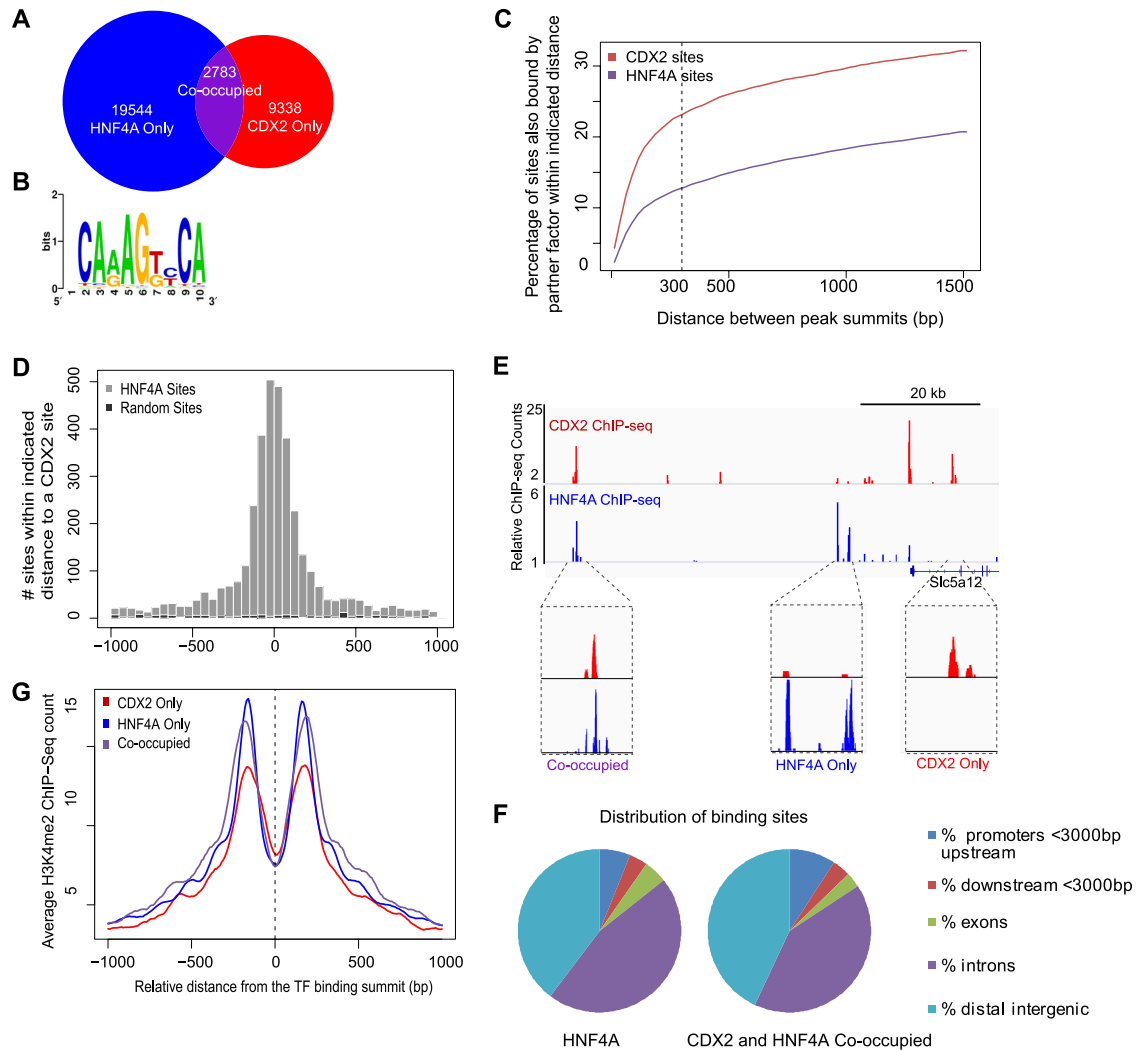 A
2783
Co-occupied
19544
HNF4A Only
9338
CDX2 Only
B
2
1
0
bits
CAAAGTCCA
GGT
5′ 1 2 3 4 5 6 7 8 9 10 3′
C
Percentage of sites also bound by
partner factor within indicated distance
30
20
10
0
CDX2 sites
HNF4A sites
300 500 1000 1500
Distance between peak summits (bp)
D
# sites within indicated
distance to a CDX2 site
500
400
300
200
100
0
HNF4A Sites
Random Sites
−1000 −500 0 500 1000
E
20 kb
Relative ChIP-seq Counts
25
CDX2 ChIP-seq
2
6
HNF4A ChIP-seq
1
Slc5a12
Co-occupied
HNF4A Only
CDX2 Only
G
Average H3K4me2 ChIP−Seq count
15
10
5
CDX2 Only
HNF4A Only
Co-occupied
−1000 −500 0 500 1000
Relative distance from the TF binding summit (bp)
F
Distribution of binding sites
% promoters <3000bp
upstream
% downstream <3000bp
% exons
% introns
% distal intergenic
HNF4A
CDX2 and HNF4A Co-occupied